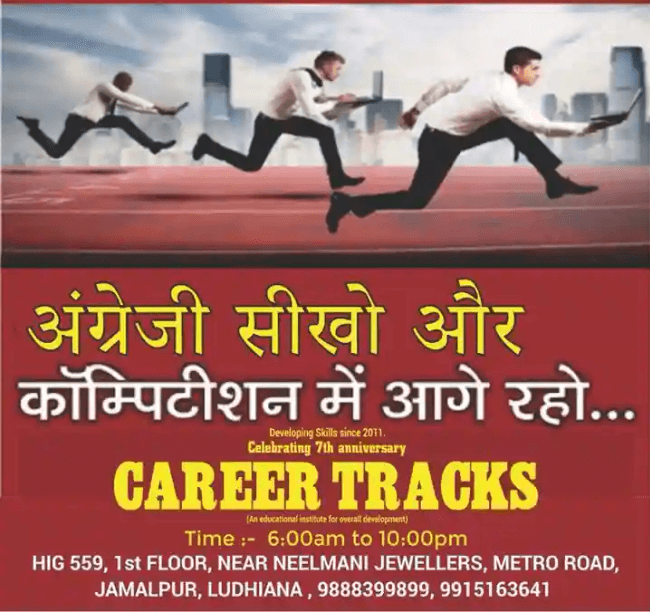 अंग्रेजी सीखो और
कॉम्पिटीशन में आगे रहो...
Developing Skills since 2011.
Celebrating 7th anniversary
CAREER TRACKS
(An educational institute for overall development)
Time :- 6:00am to 10:00pm
HIG 559, 1st FLOOR, NEAR NEELMANI JEWELLERS, METRO ROAD,
JAMALPUR, LUDHIANA , 9888399899, 9915163641